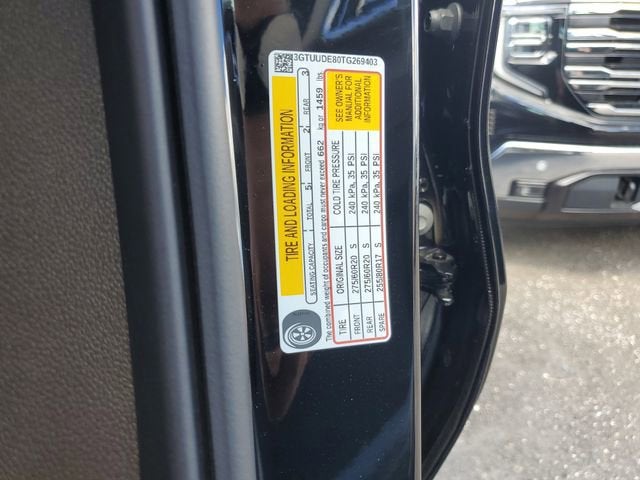 3GTUUDE80TG269403
TIRE AND LOADING INFORMATION
SEATING CAPACITY TOTAL 5 FRONT 2 REAR 3
The combined weight of occupants and cargo must never exceed 662 kg or 1459 lbs
TIRE ORIGINAL SIZE COLD TIRE PRESSURE
FRONT 275/60R20 S 240 kPa, 35 PSI
REAR 275/60R20 S 240 kPa, 35 PSI
SPARE 255/80R17 S 240 kPa, 35 PSI
SEE OWNER'S
MANUAL FOR
ADDITIONAL
INFORMATION